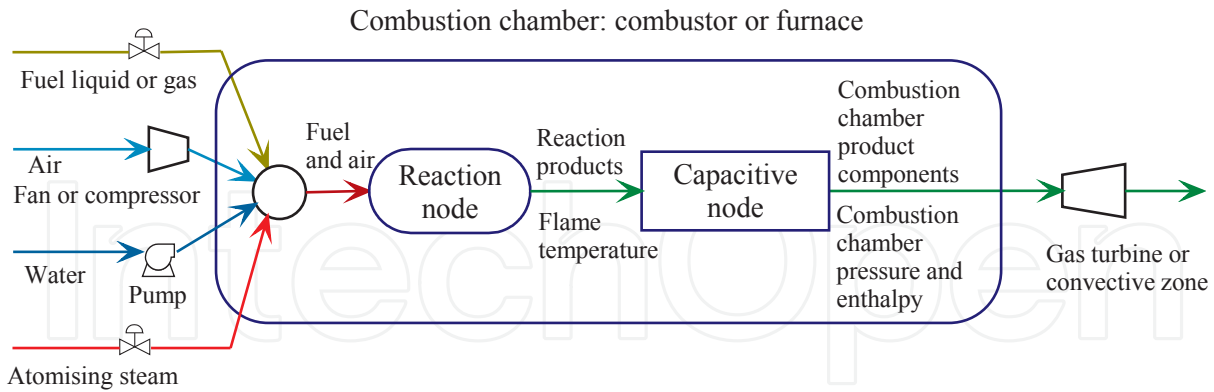 Combustion chamber: combustor or furnace
Fuel liquid or gas
Air
Fan or compressor
Water
Pump
Atomising steam
Fuel
and air
Reaction
node
Reaction
products
Flame
temperature
Capacitive
node
Combustion
chamber
product
components
Combustion
chamber
pressure and
enthalpy
Gas turbine or
convective zone
IntechOpen